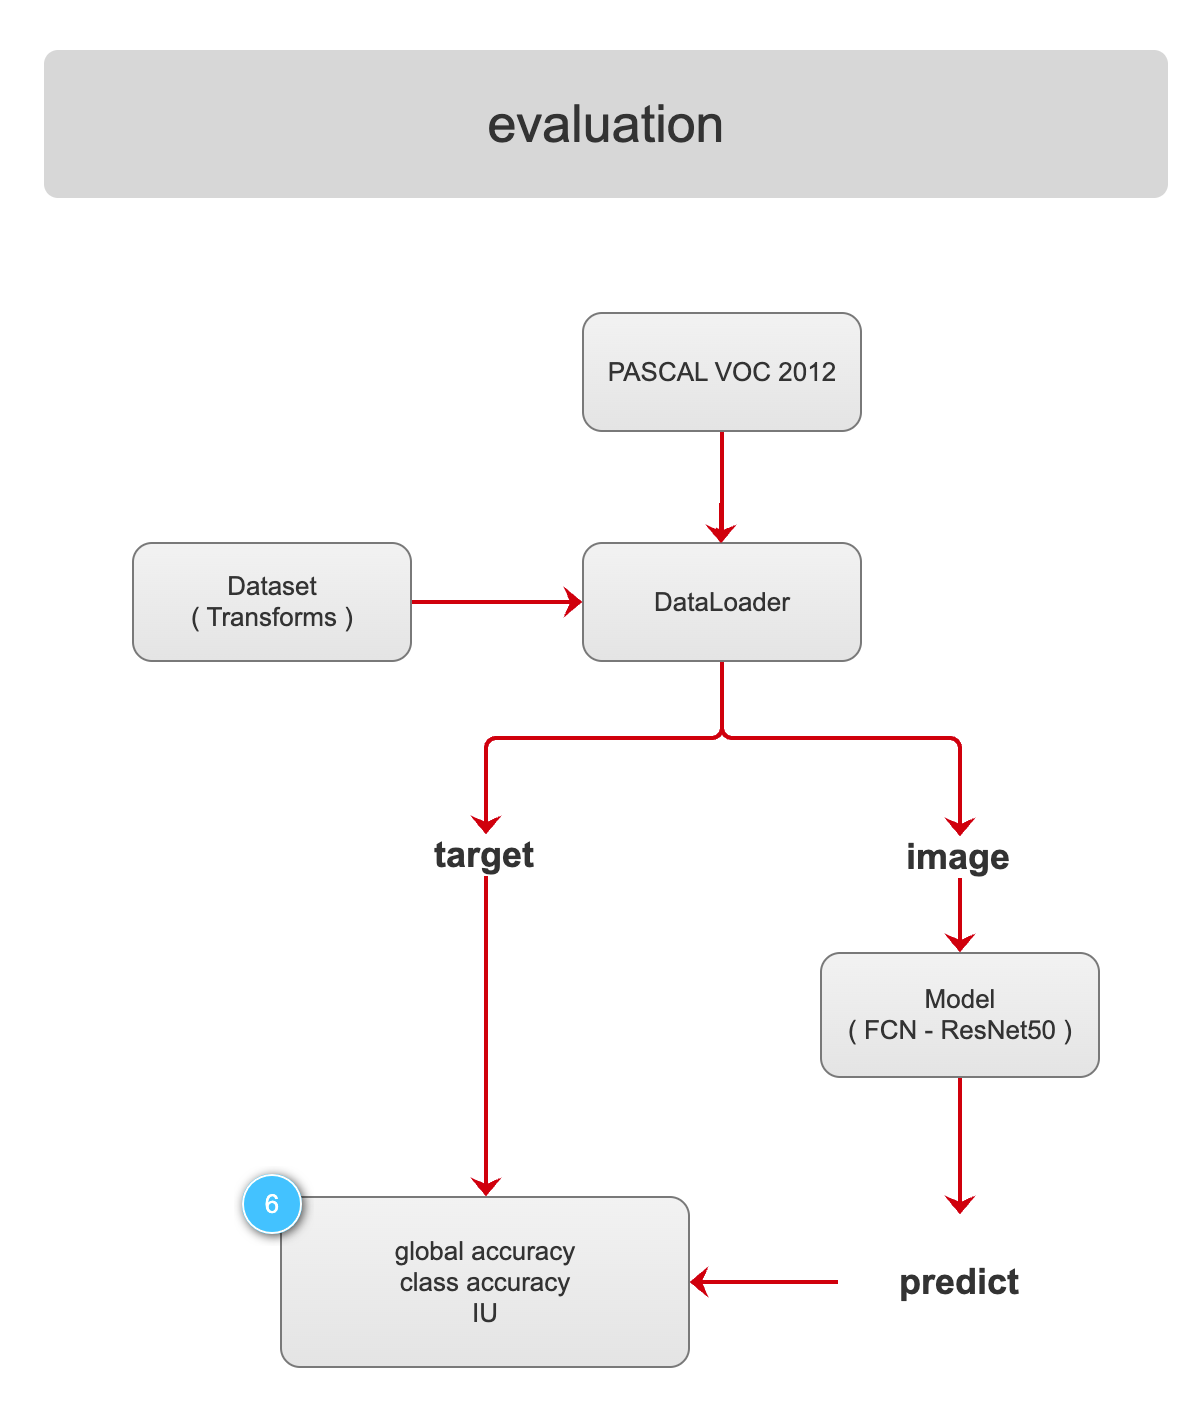 evaluation
PASCAL VOC 2012
Dataset
( Transforms )
DataLoader
target
image
Model
( FCN - ResNet50 )
6
global accuracy
class accuracy
IU
predict